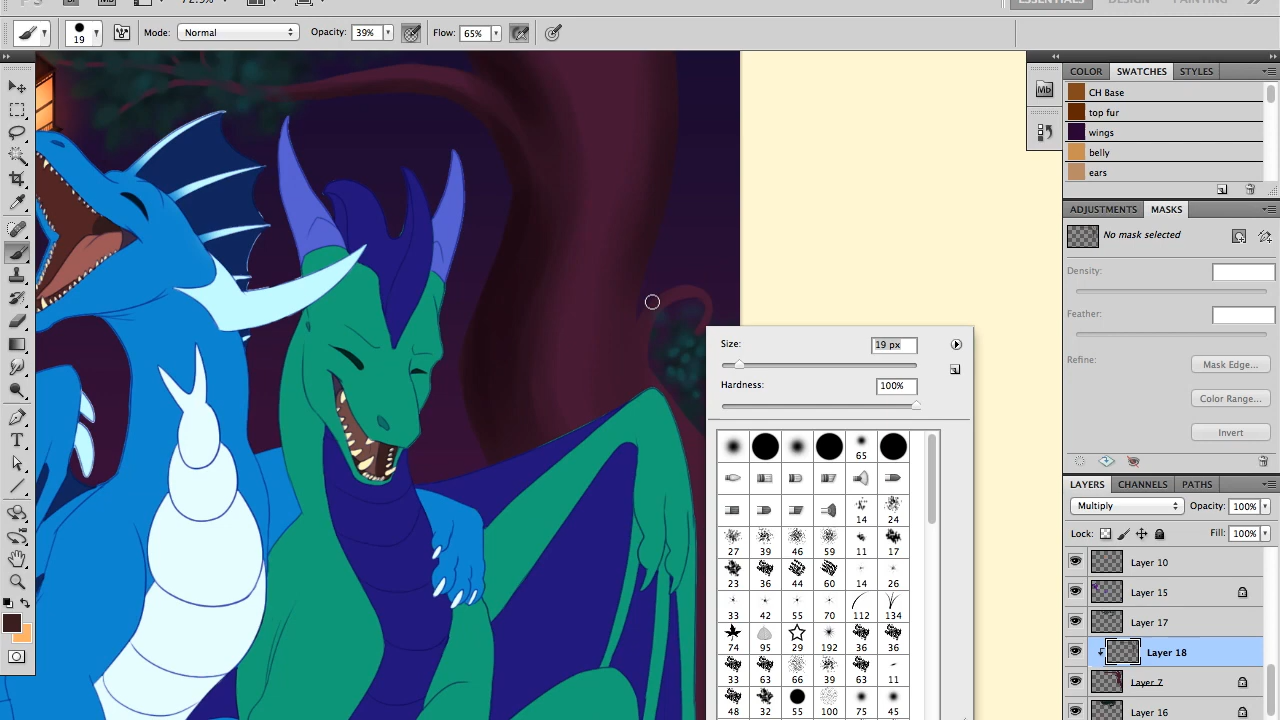 ESSENTIALS DESIGN PAINTING
19 Mode: Normal Opacity: 39% Flow: 65%
COLOR SWATCHES STYLES
CH Base
top fur
wings
belly
ears
ADJUSTMENTS MASKS
No mask selected
Density:
Feather:
Refine: Mask Edge...
Color Range...
Invert
Size: 19 px
Hardness: 100%
65
14 24
27 39 46 59 11 17
23 36 44 60 14 26
33 42 55 70 112 134
74 95 29 192 36 36
33 63 66 39 63 11
48 32 55 100 75 45
LAYERS CHANNELS PATHS
Multiply Opacity: 100%
Lock: Fill: 100%
Layer 10
Layer 15
Layer 17
Layer 18
Layer 7
Layer 16
Mb
T